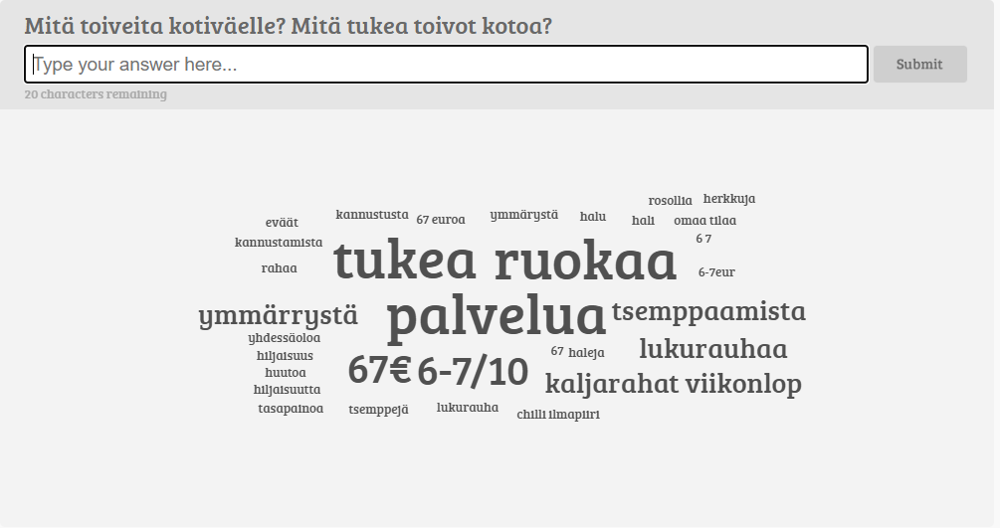 Mitä toiveita kotiväelle? Mitä tukea toivot kotoa?
Type your answer here...
Submit
20 characters remaining
rosollia herkkuja
eväät kannustusta 67 euroa ymmärystä halu hali omaa tilaa
kannustamista 6 7
rahaa tukea ruokaa 6-7eur
ymmärrystä palvelua tsemppaamista
yhdessäoloa
hiljaisuus 67 haleja lukurauhaa
huutoa 67€ 6-7/10
hiljaisuutta kaljarahat viikonlop
tasapainoa tsemppejä lukurauha chilli ilmapiiri